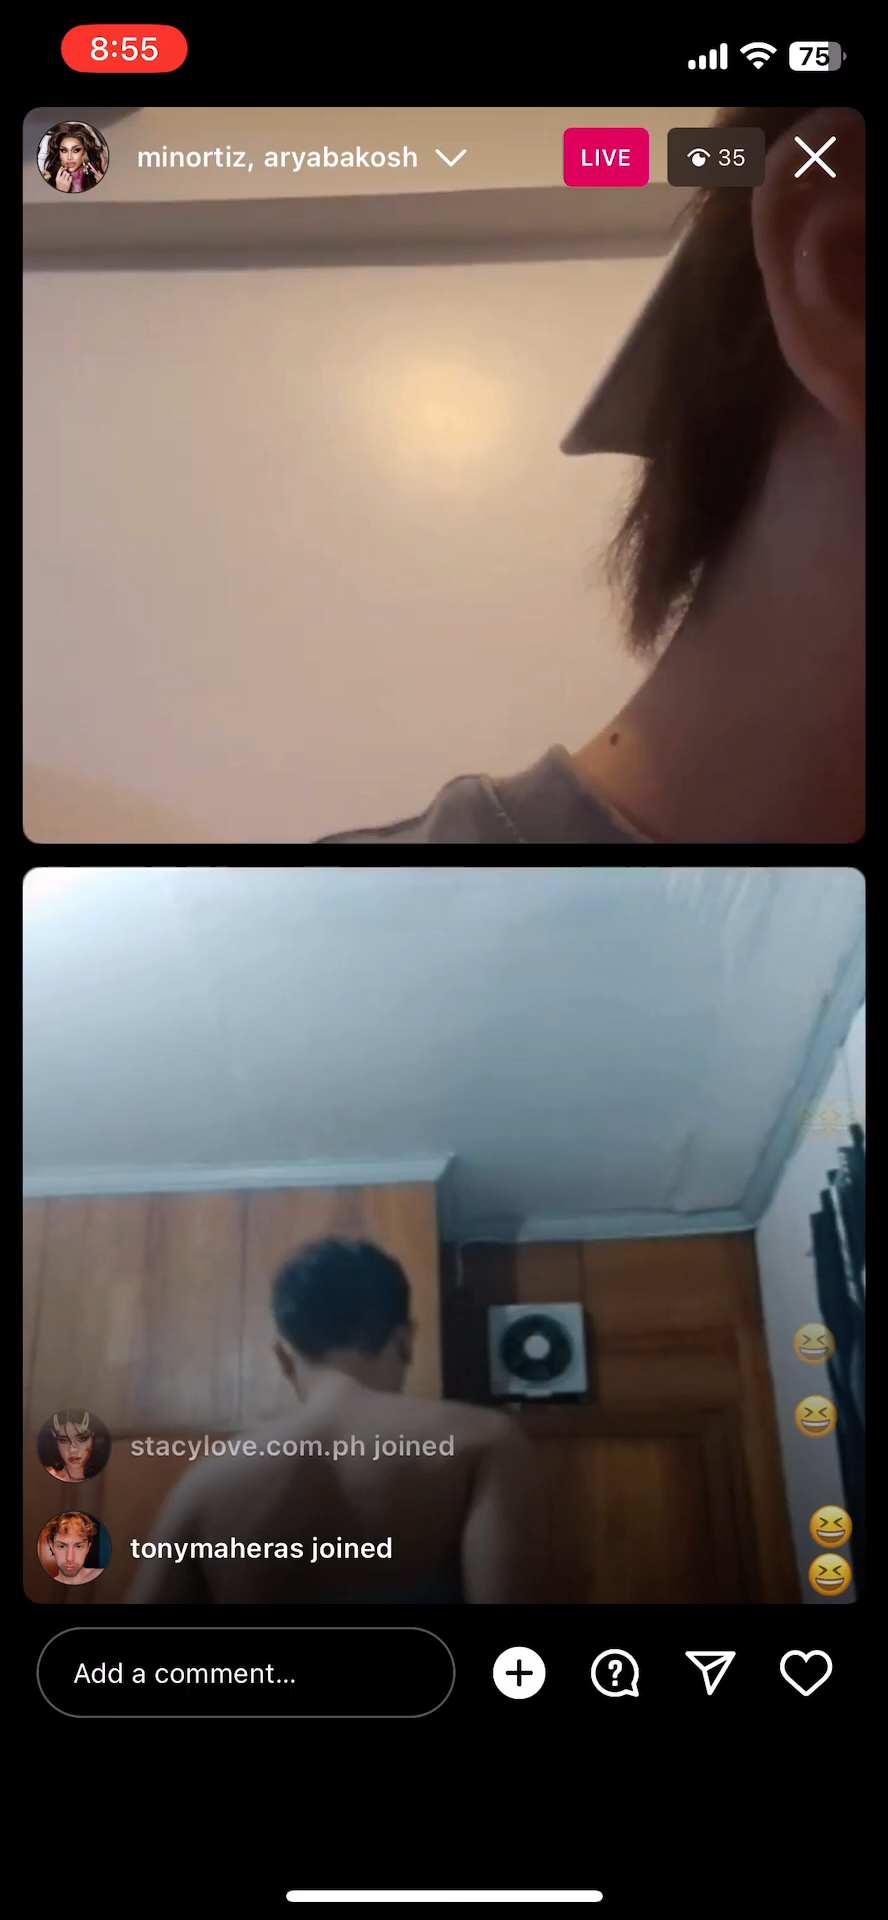 8:55
75
minortiz, aryabakosh
LIVE
35
stacylove.com.ph joined
tonymaheras joined
Add a comment...